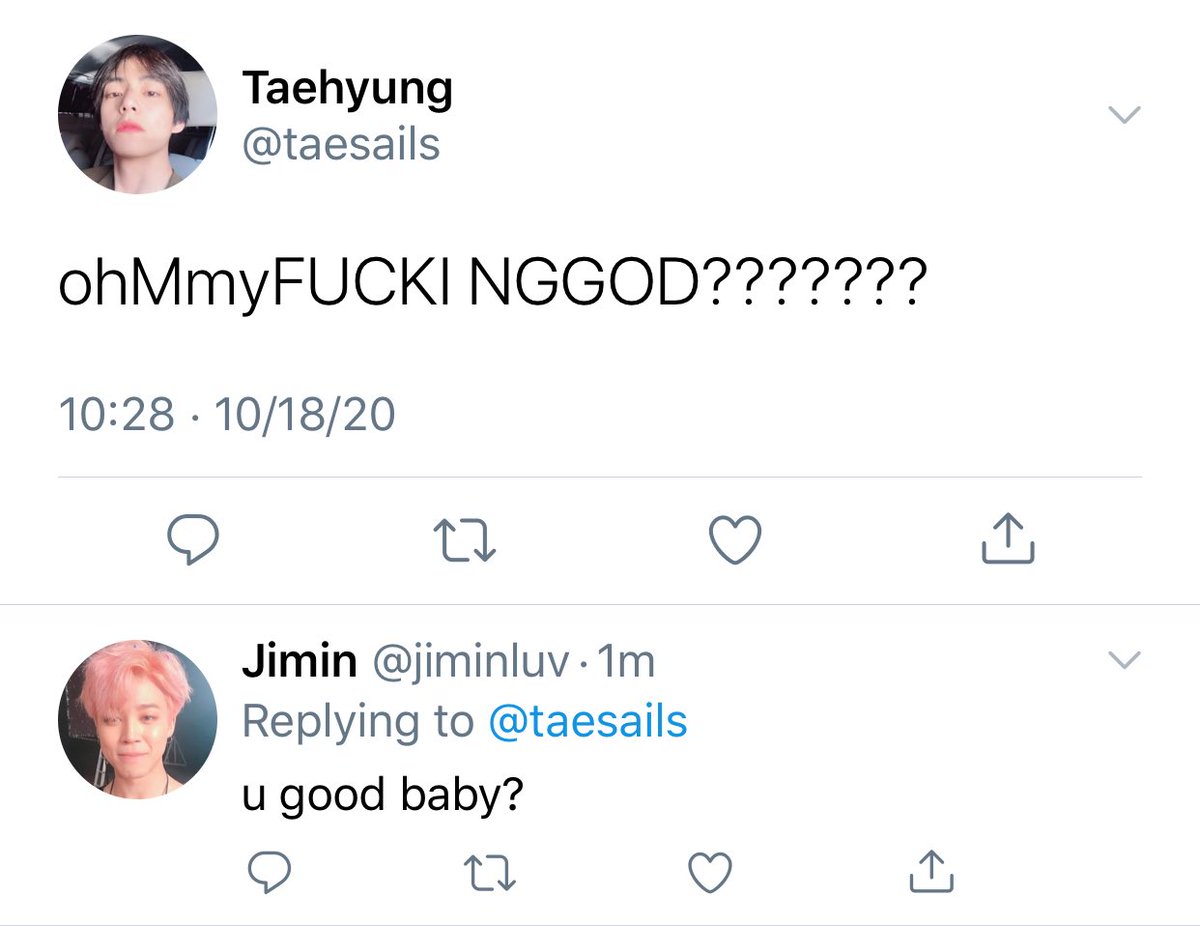 Taehyung
@taesails
ohMmyFUCKI NGGOD???????
10:28 · 10/18/20
Jimin @jiminluv · 1m
Replying to @taesails
u good baby?